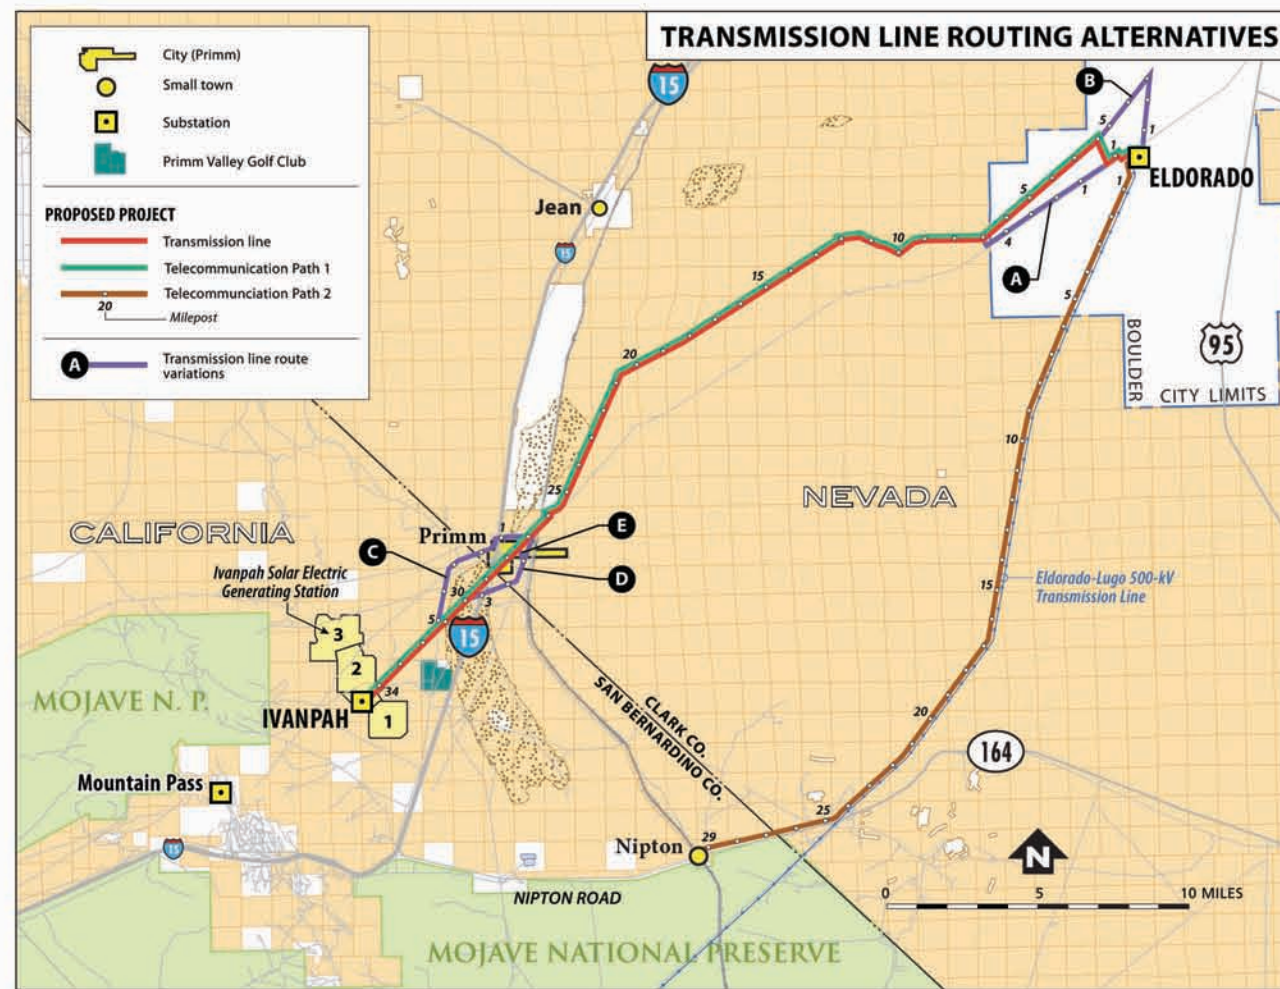 TRANSMISSION LINE ROUTING ALTERNATIVES
City (Primm)
Small town
Substation
Primm Valley Golf Club
PROPOSED PROJECT
Transmission line
Telecommunication Path 1
Telecommunciation Path 2
20
Milepost
A
Transmission line route
variations
15
B
5
1
1
ELDORADO
1
5
1
A
4
10
15
Jean
15
20
5
BOULDER
CITY LIMITS
95
10
25
NEVADA
CALIFORNIA
1
Primm
E
C
D
30
3
5
15
Ivanpah Solar Electric
Generating Station
3
2
1
34
IVANPAH
15
Eldorado-Lugo 500-kV
Transmission Line
MOJAVE N. P.
CLARK CO.
SAN BERNARDINO CO.
20
164
Mountain Pass
25
29
Nipton
15
N
NIPTON ROAD
0 5 10 MILES
MOJAVE NATIONAL PRESERVE